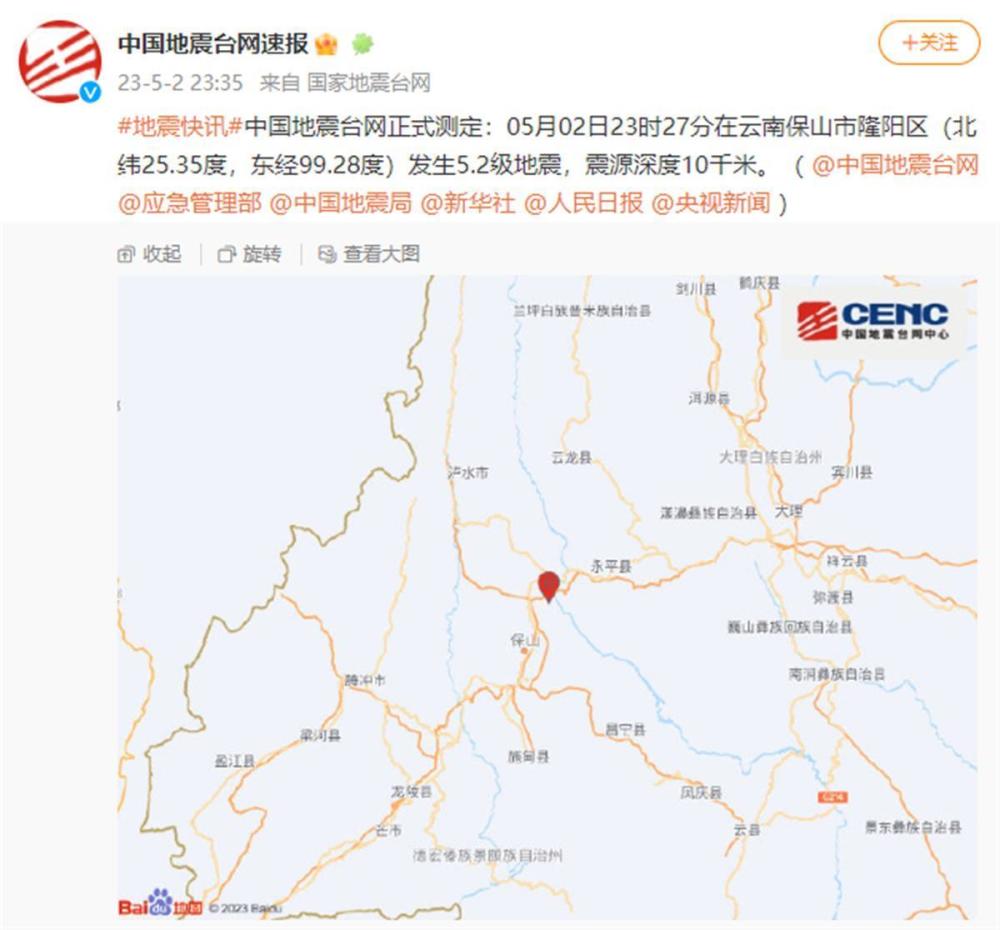 中国地震台网速报
+关注
23-5-2 23:35 来自 国家地震台网
#地震快讯#中国地震台网正式测定：05月02日23时27分在云南保山市隆阳区（北
纬25.35度，东经99.28度）发生5.2级地震，震源深度10千米。（ @中国地震台网
@应急管理部 @中国地震局 @新华社 @人民日报 @央视新闻 ）
收起 旋转 查看大图
剑川县 鹤庆县
兰坪白族普米族自治县
CENC
中国地震台网中心
洱源县
云龙县 大理白族自治州
泸水市 宾川县
漾濞彝族自治县 大理
永平县 祥云县
弥渡县
巍山彝族回族自治县
保山
南涧彝族自治县
腾冲市
梁河县 昌宁县
盈江县 施甸县
龙陵县 凤庆县
G214
芒市 云县 景东彝族自治县
德宏傣族景颇族自治州
Bai du 地图 © 2023 Baidu